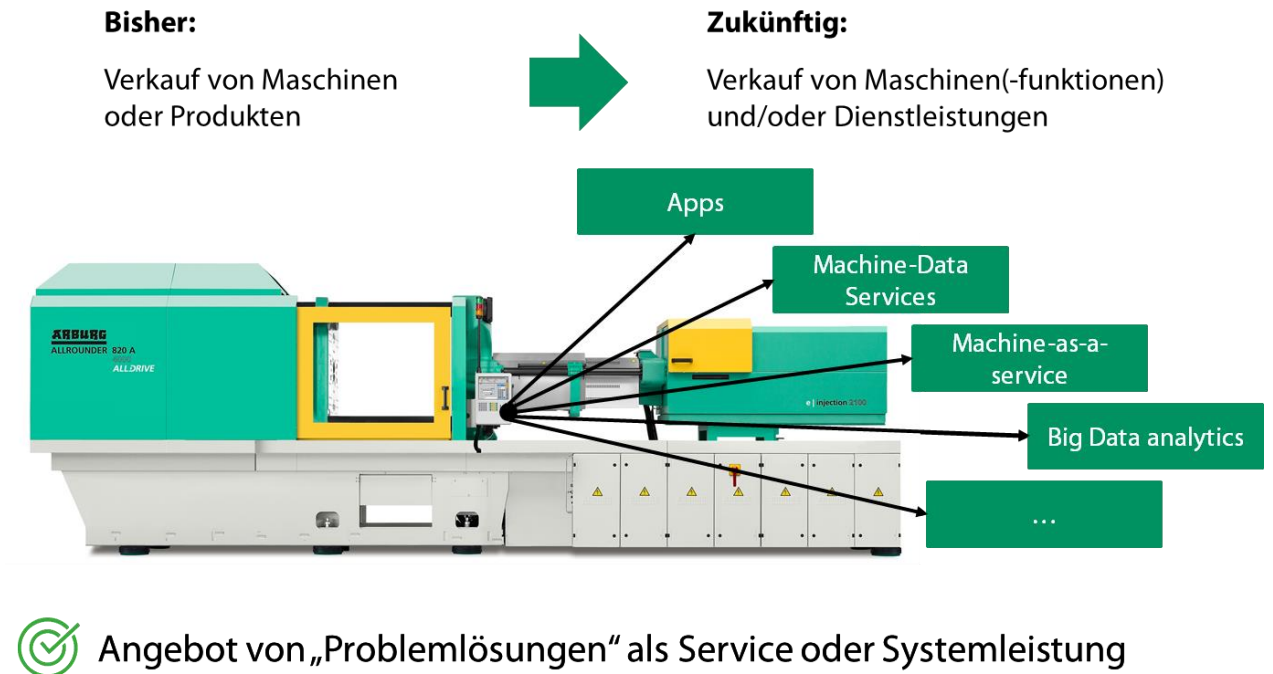 Bisher:
Zukünftig:
Verkauf von Maschinen
oder Produkten
Verkauf von Maschinen(-funktionen)
und/oder Dienstleistungen
Apps
Machine-Data
Services
Machine-as-a-
service
Big Data analytics
...
ARBURG
ALLROUNDER 820 A
4000
ALLDRIVE
e injection 2100
Angebot von „Problemlösungen“ als Service oder Systemleistung